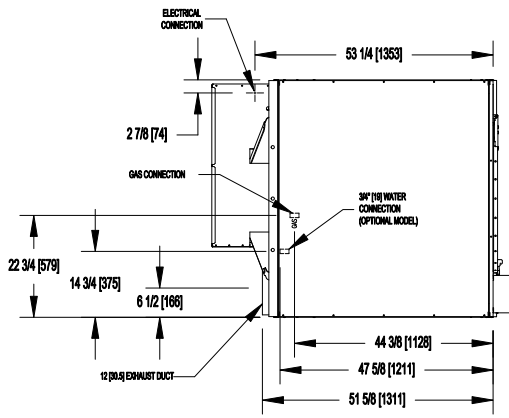 ELECTRICAL
CONNECTION
53 1/4 [1353]
2 7/8 [74]
GAS CONNECTION
GAS
3/4" [19] WATER
CONNECTION
(OPTIONAL MODEL)
22 3/4 [579]
14 3/4 [375]
6 1/2 [166]
44 3/8 [1128]
12 [30.5] EXHAUST DUCT
47 5/8 [1211]
51 5/8 [1311]